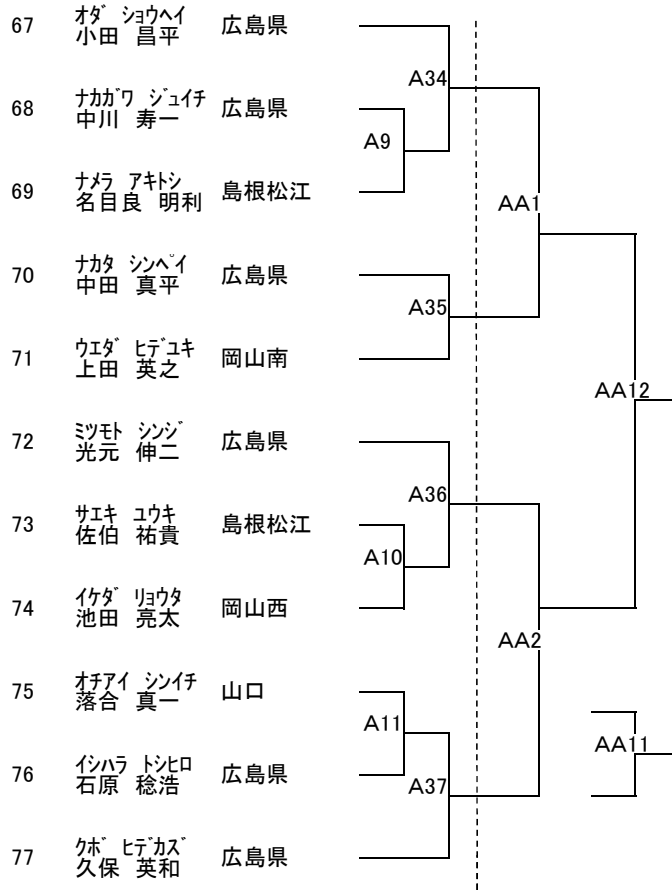 オダ ショウヘイ
67 小田 昌平 広島県
A34
ナカガワ ジュイチ
68 中川 寿一 広島県
A9
ナメラ アキトシ
69 名目良 明利 島根松江
AA1
ナカタ シンペイ
70 中田 真平 広島県
A35
ウエダ ヒデユキ
71 上田 英之 岡山南
AA12
ミツモト シンジ
72 光元 伸二 広島県
A36
サエキ ユウキ
73 佐伯 祐貴 島根松江
A10
イケダ リョウタ
74 池田 亮太 岡山西
AA2
オチアイ シンイチ
75 落合 真一 山口
A11
AA11
イシハラ トシヒロ
76 石原 稔浩 広島県
A37
クボ ヒデカズ
77 久保 英和 広島県